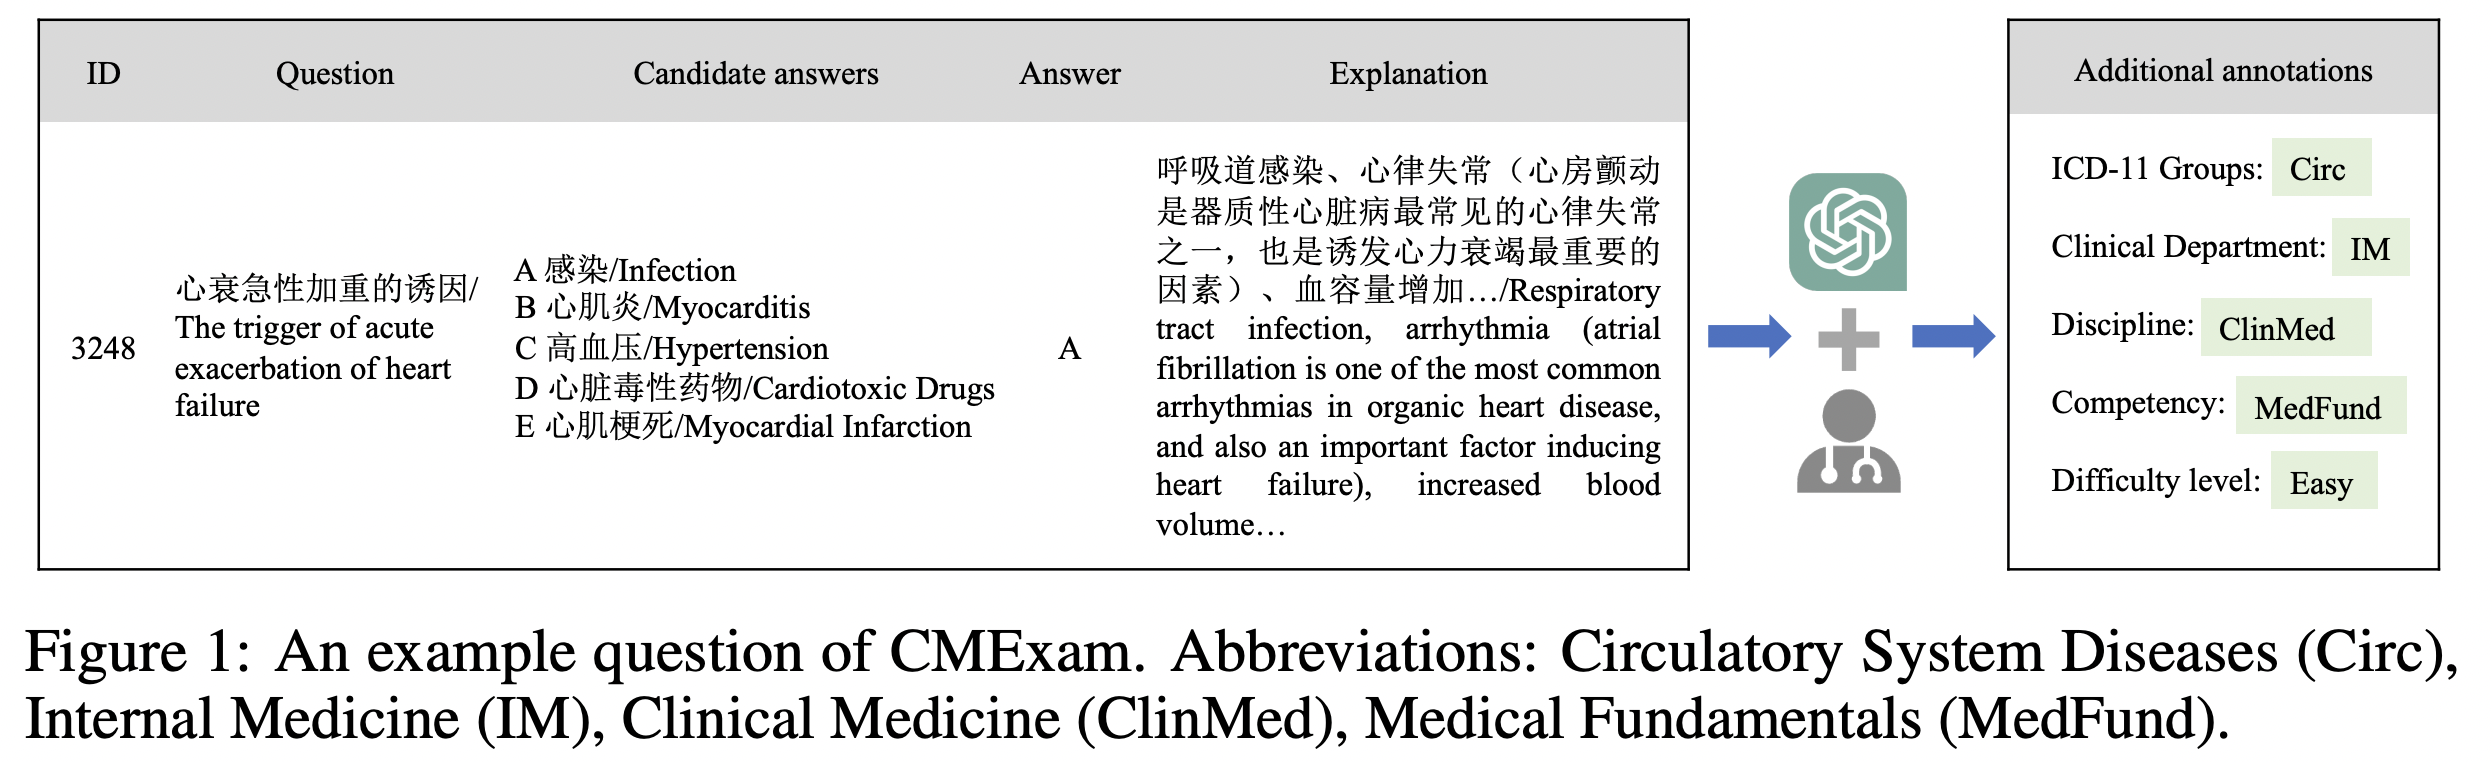 ID Question Candidate answers Answer Explanation
3248
心衰急性加重的诱因/
The trigger of acute
exacerbation of heart
failure
A 感染/Infection
B 心肌炎/Myocarditis
C 高血压/Hypertension
D 心脏毒性药物/Cardiotoxic Drugs
E 心肌梗死/Myocardial Infarction
A
呼吸道感染、心律失常（心房颤动
是器质性心脏病最常见的心律失常
之一，也是诱发心力衰竭最重要的
因素）、血容量增加…/Respiratory
tract infection, arrhythmia (atrial
fibrillation is one of the most common
arrhythmias in organic heart disease,
and also an important factor inducing
heart failure), increased blood
volume…
Additional annotations
ICD-11 Groups: Circ
Clinical Department: IM
Discipline: ClinMed
Competency: MedFund
Difficulty level: Easy
Figure 1: An example question of CMExam. Abbreviations: Circulatory System Diseases (Circ),
Internal Medicine (IM), Clinical Medicine (ClinMed), Medical Fundamentals (MedFund).